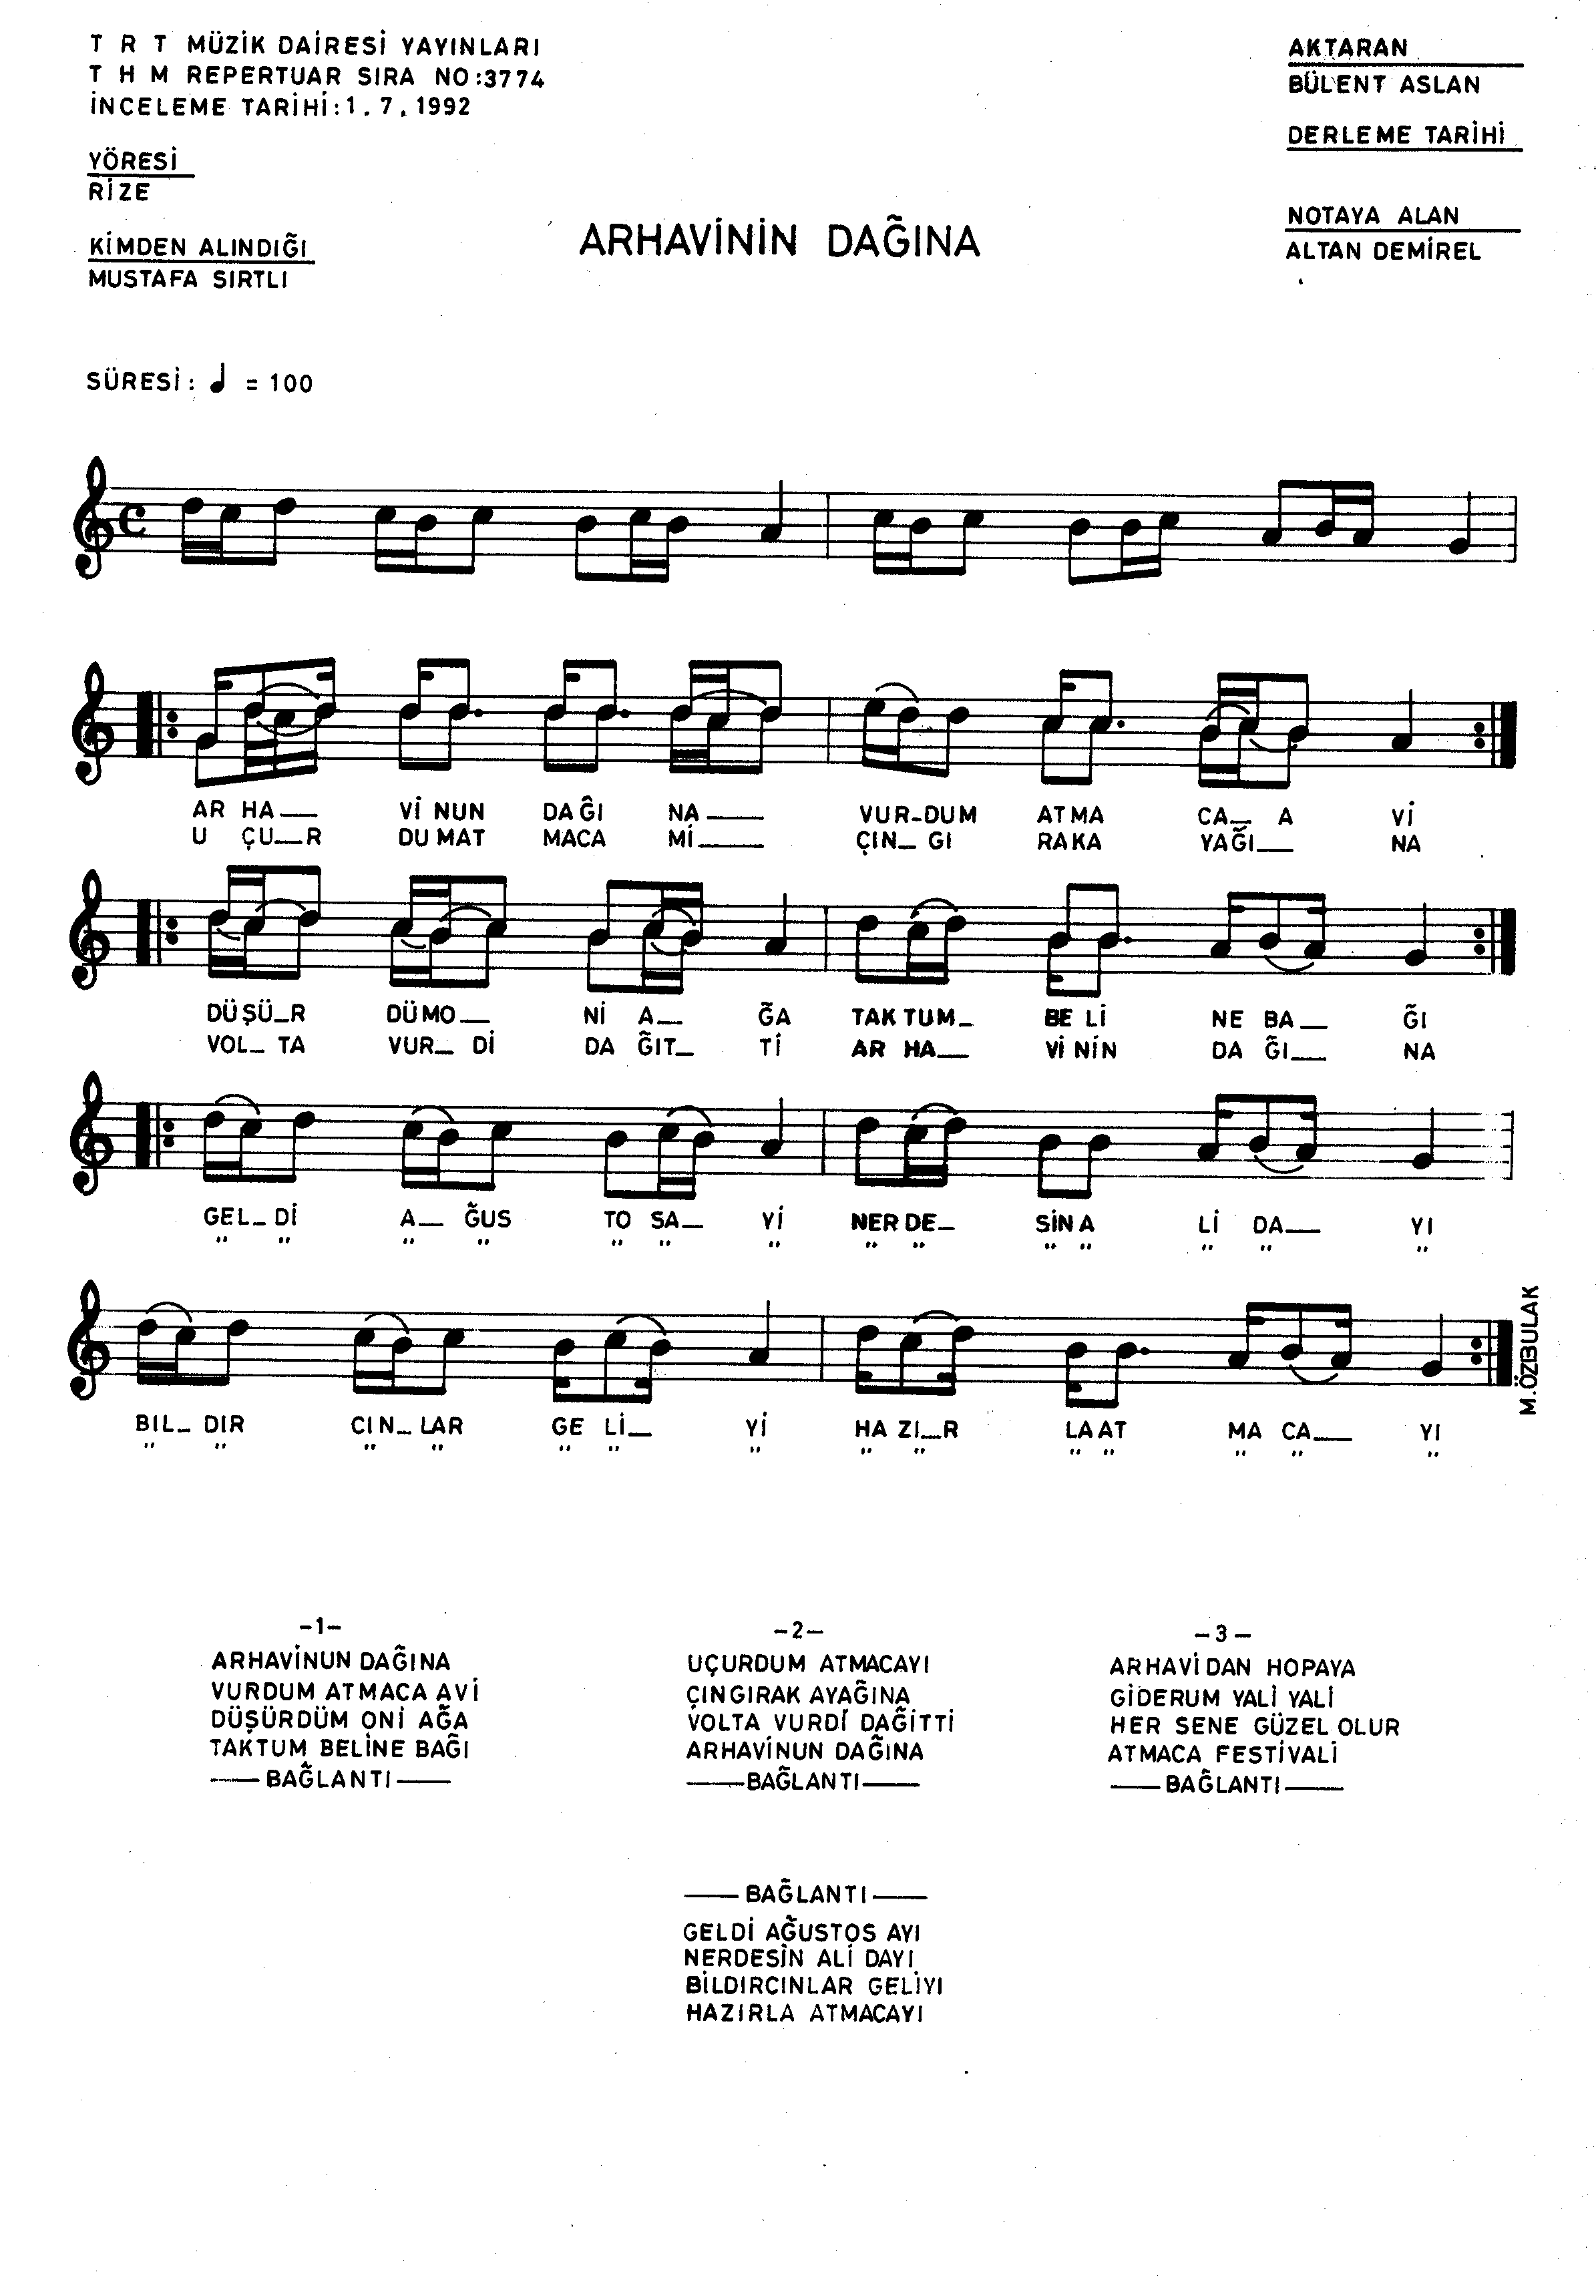 T R T MÜZİK DAİRESİ YAYINLARI
T H M REPERTUAR SIRA NO:3774
İNCELEME TARİHİ:1.7.1992
YÖRESİ
RİZE
KİMDEN ALINDIĞI
MUSTAFA SIRTLI
AKTARAN
BÜLENT ASLAN
DERLEME TARİHİ
NOTAYA ALAN
ALTAN DEMİREL
ARHAVİNİN DAĞINA
SÜRESİ: ♩ = 100
AR HA__ Vİ NUN DA ĞI NA__ VUR_DUM AT MA CA_ A Vİ
U ÇU_R DU MAT MACA Mİ__ ÇIN_ GI RAKA YAĞI_ NA
DÜ ŞÜ_R DÜ MO_ Nİ A_ ĞA TAK TUM_ BE Lİ NE BA_ ĞI
VOL_ TA VUR_ Dİ DA ĞIT_ Tİ AR HA_ Vİ NİN DA ĞI_ NA
GEL_ Dİ A_ ĞUS TO SA_ Yİ NER DE_ SİN A Lİ DA_ YI
" " " " " " " " " " " " " "
BIL_ DIR CIN_ LAR GE Lİ_ Yİ HA ZI_R LA AT MA CA_ YI
" " " " " " " " " " " " " "
M.ÖZBULAK
-1-
ARHAVİNUN DAĞINA
VURDUM ATMACA AVİ
DÜŞÜRDÜM ONİ AĞA
TAKTUM BELİNE BAĞI
—BAĞLANTI—
-2-
UÇURDUM ATMACAYI
ÇINGIRAK AYAĞINA
VOLTA VURDİ DAĞİTTİ
ARHAVİNUN DAĞINA
—BAĞLANTI—
-3-
ARHAVİDAN HOPAYA
GİDERUM YALİ YALİ
HER SENE GÜZEL OLUR
ATMACA FESTİVALİ
—BAĞLANTI—
—BAĞLANTI—
GELDİ AĞUSTOS AYI
NERDESİN ALİ DAYI
BİLDIRCINLAR GELİYI
HAZIRLA ATMACAYI